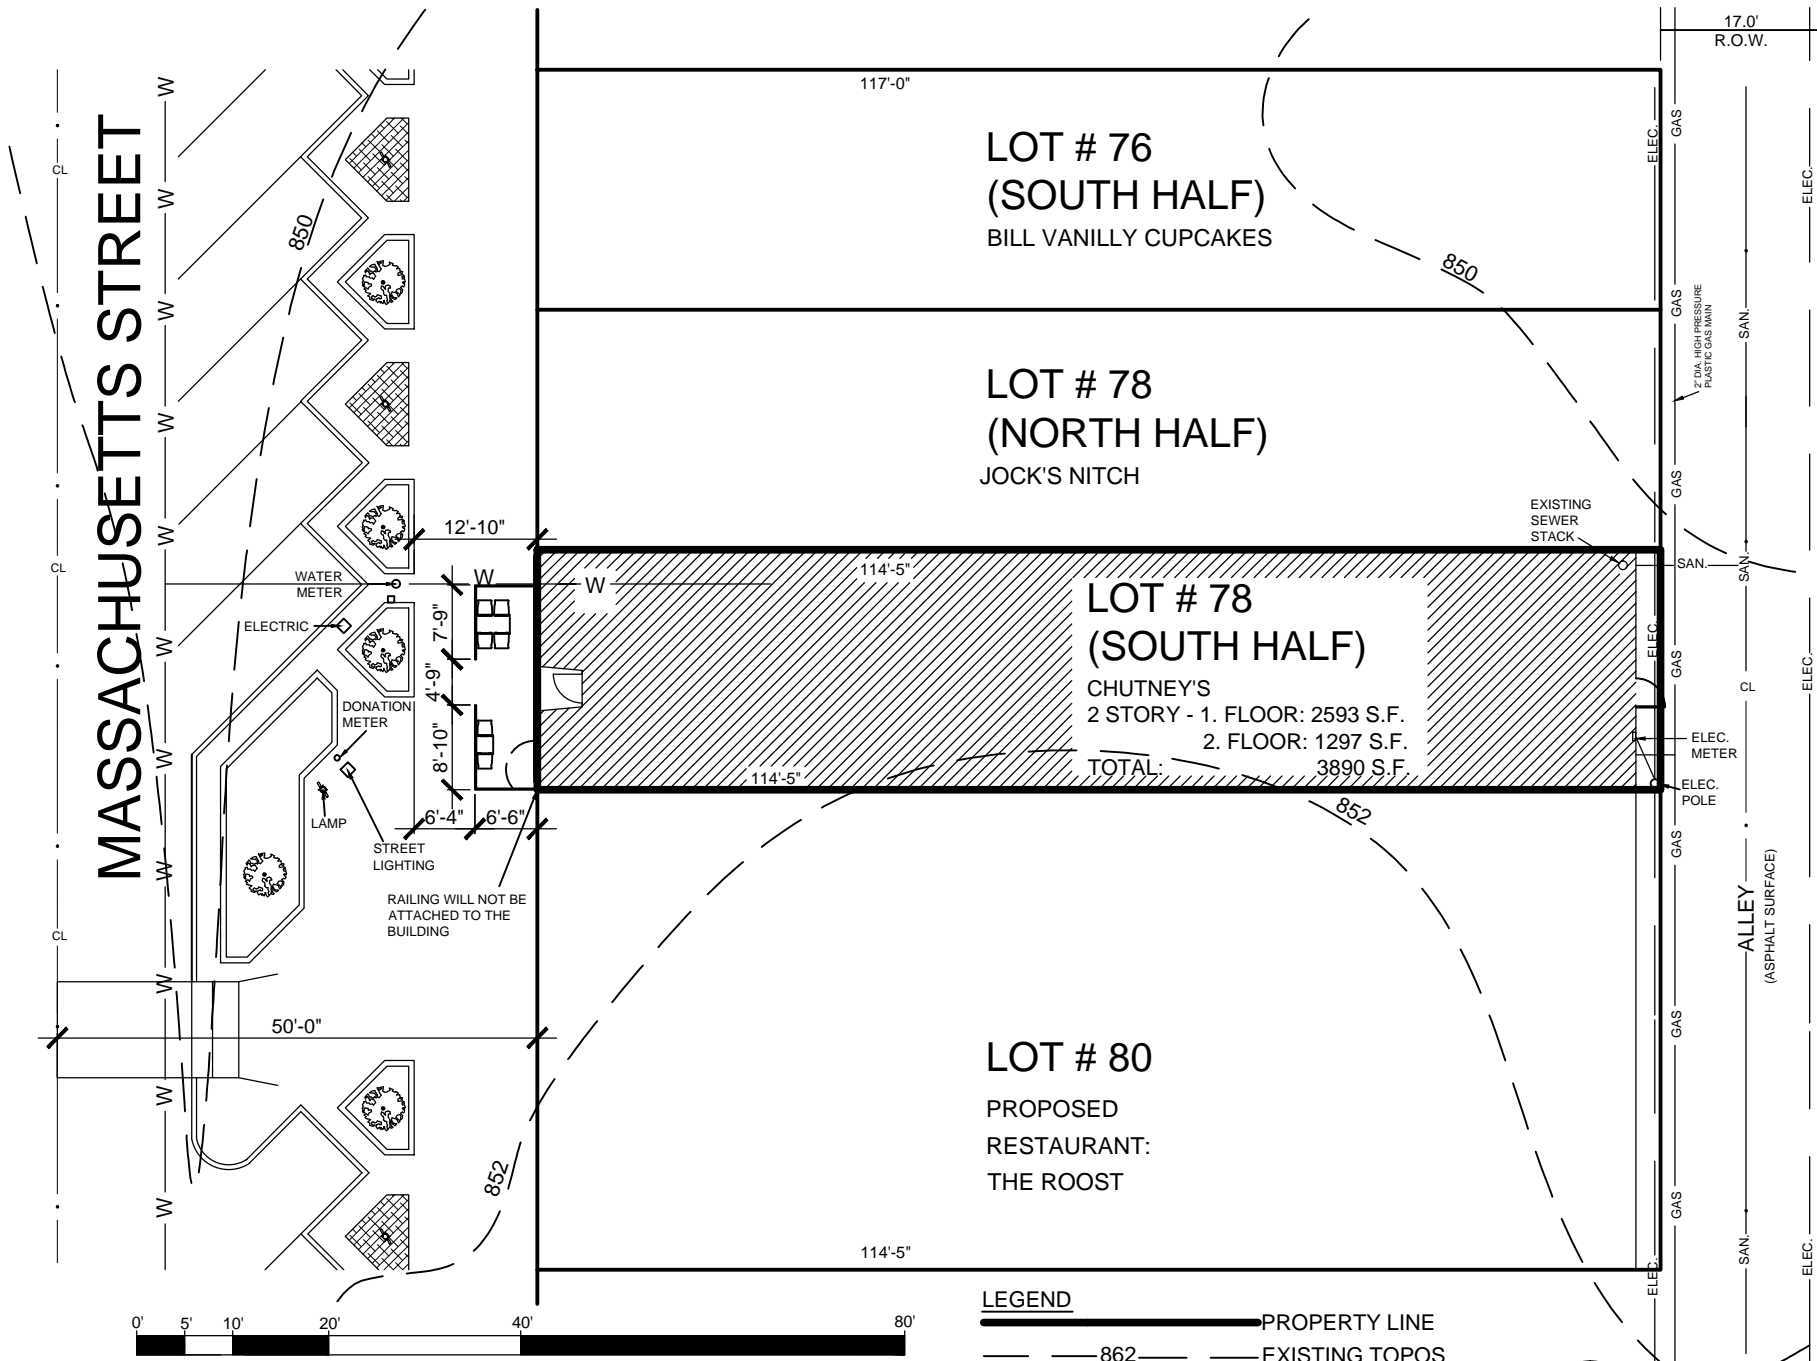 17.0'
R.O.W.
117'-0"
MASSACHUSETTS STREET
LOT # 76
(SOUTH HALF)
BILL VANILLY CUPCAKES
850
850
LOT # 78
(NORTH HALF)
JOCK'S NITCH
2" DIA. HIGH PRESSURE
PLASTIC GAS MAIN
EXISTING
SEWER
STACK
12'-10"
114'-5"
WATER
METER
ELECTRIC
W
W
7'-9"
4'-9"
8'-10"
LOT # 78
(SOUTH HALF)
CHUTNEY'S
2 STORY - 1. FLOOR: 2593 S.F.
2. FLOOR: 1297 S.F.
TOTAL: 3890 S.F.
114'-5"
DONATION
METER
LAMP
STREET
LIGHTING
6'-4"
6'-6"
RAILING WILL NOT BE
ATTACHED TO THE
BUILDING
SAN.
ELEC.
METER
ELEC.
POLE
852
50'-0"
LOT # 80
PROPOSED
RESTAURANT:
THE ROOST
852
114'-5"
ALLEY
(ASPHALT SURFACE)
CL
CL
CL
CL
W
W
W
W
W
W
W
W
W
W
W
ELEC.
ELEC.
ELEC.
GAS
GAS
GAS
GAS
GAS
GAS
GAS
SAN.
SAN.
SAN.
ELEC.
ELEC.
ELEC.
0' 5' 10' 20' 40' 80'
LEGEND
PROPERTY LINE
862 EXISTING TOPOS